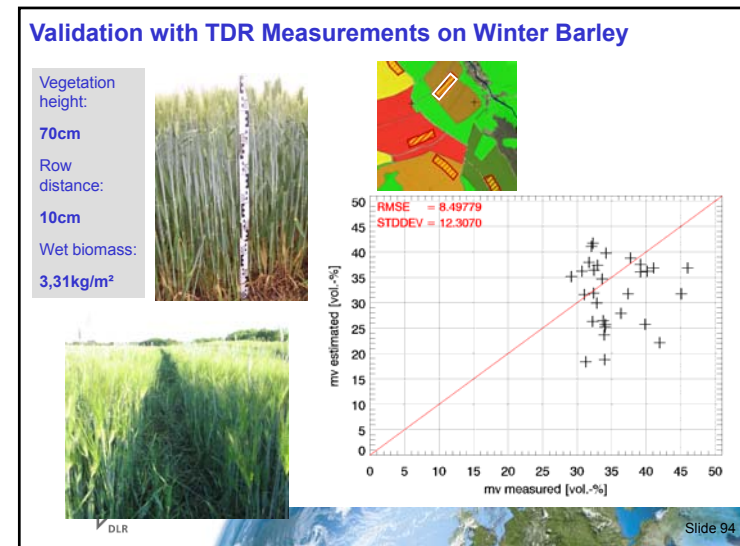 Validation with TDR Measurements on Winter Barley
Vegetation
height:
70cm
Row
distance:
10cm
Wet biomass:
3,31kg/m²
RMSE = 8.49779
STDDEV = 12.3070
mv estimated [vol.-%]
50
45
40
35
30
25
20
15
10
5
0
0 5 10 15 20 25 30 35 40 45 50
mv measured [vol.-%]
DLR
Slide 94